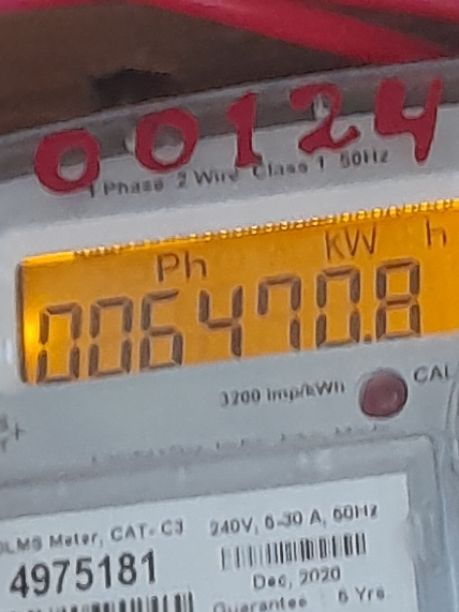 00124
1 Phase 2 Wire Class 1 50Hz
Ph KW h
006470.8
3200 Imp/kWh CAL
DLMS Meter, CAT- C3
240V, 5-30 A, 50Hz
4975181
Dec, 2020
Guarantee : 5 Yrs.